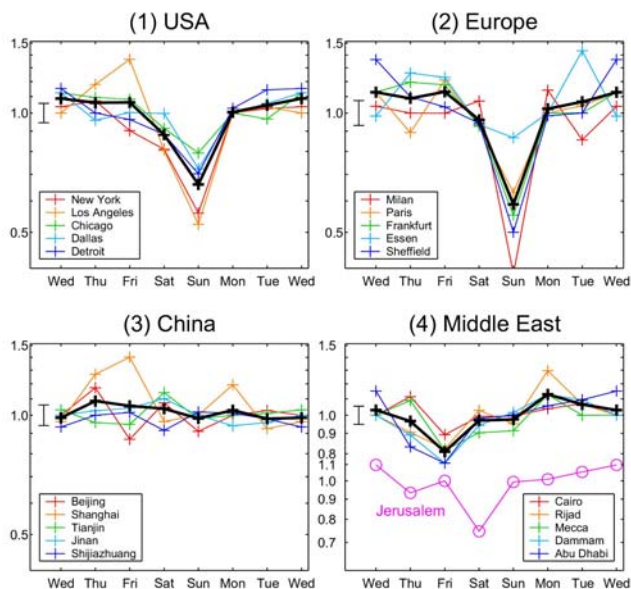 (1) USA
1.5
1.0
0.5
New York
Los Angeles
Chicago
Dallas
Detroit
Wed Thu Fri Sat Sun Mon Tue Wed
(2) Europe
1.5
1.0
0.5
Milan
Paris
Frankfurt
Essen
Sheffield
Wed Thu Fri Sat Sun Mon Tue Wed
(3) China
1.5
1.0
0.5
Beijing
Shanghai
Tianjin
Jinan
Shijiazhuang
Wed Thu Fri Sat Sun Mon Tue Wed
(4) Middle East
1.5
1.0
0.9
0.8
1.1
1.0
0.8
0.7
Jerusalem
Cairo
Rijad
Mecca
Dammam
Abu Dhabi
Wed Thu Fri Sat Sun Mon Tue Wed